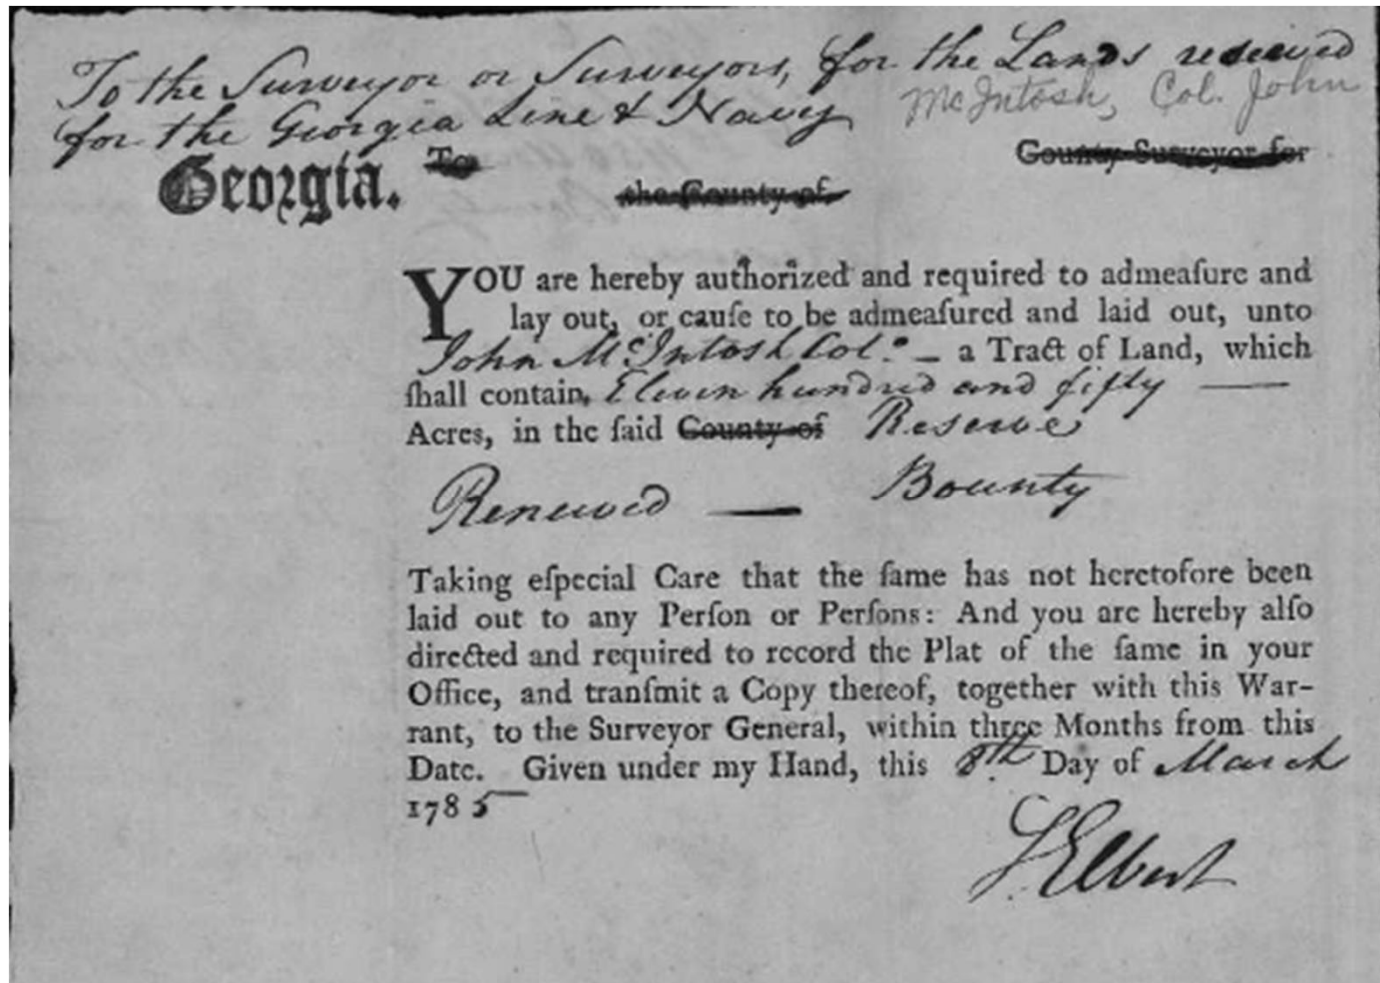 To the Surveyor or Surveyors, for the Lands reserved
McIntosh, Col. John
for the Georgia Line & Navy
Georgia. To County Surveyor for
the County of
YOU are hereby authorized and required to admeaſure and
lay out, or cauſe to be admeaſured and laid out, unto
John McIntosh Colo. — a Tract of Land, which
ſhall contain, Eleven hundred and fifty —
Acres, in the ſaid County of Reserve
Renewed — Bounty
Taking eſpecial Care that the ſame has not heretofore been
laid out to any Perſon or Perſons: And you are hereby alſo
directed and required to record the Plat of the ſame in your
Office, and tranſmit a Copy thereof, together with this War-
rant, to the Surveyor General, within three Months from this
Date. Given under my Hand, this 8th Day of March
1785
S. Elbert